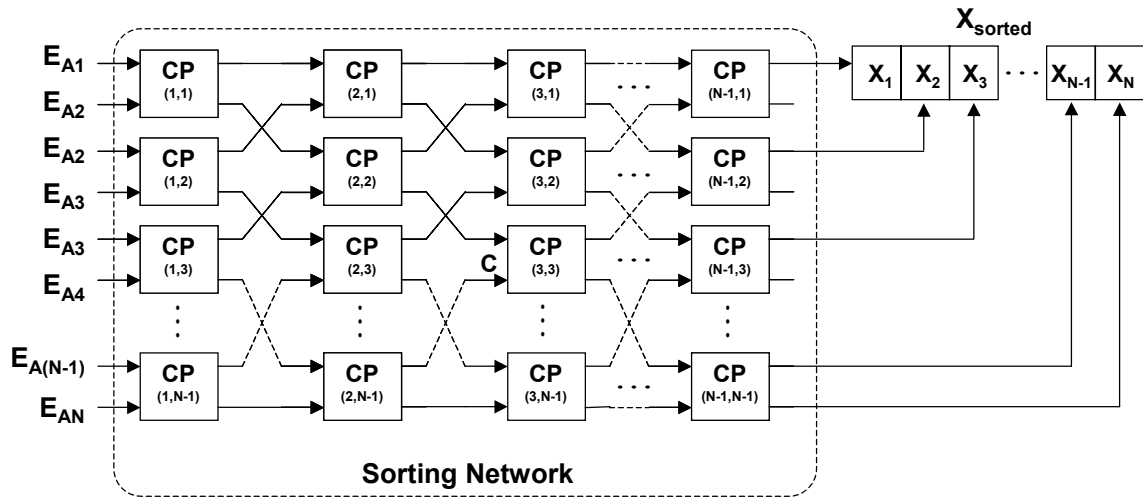 X_sorted
E_A1
CP CP CP CP
(1,1) (2,1) (3,1) (N-1,1)
X_1 X_2 X_3 ... X_N-1 X_N
E_A2
...
E_A2
CP CP CP CP
(1,2) (2,2) (3,2) (N-1,2)
...
E_A3
...
E_A3
CP CP CP CP
(1,3) (2,3) (3,3) (N-1,3)
C
...
E_A4
E_A(N-1)
CP CP CP CP
(1,N-1) (2,N-1) (3,N-1) (N-1,N-1)
...
E_AN
Sorting Network